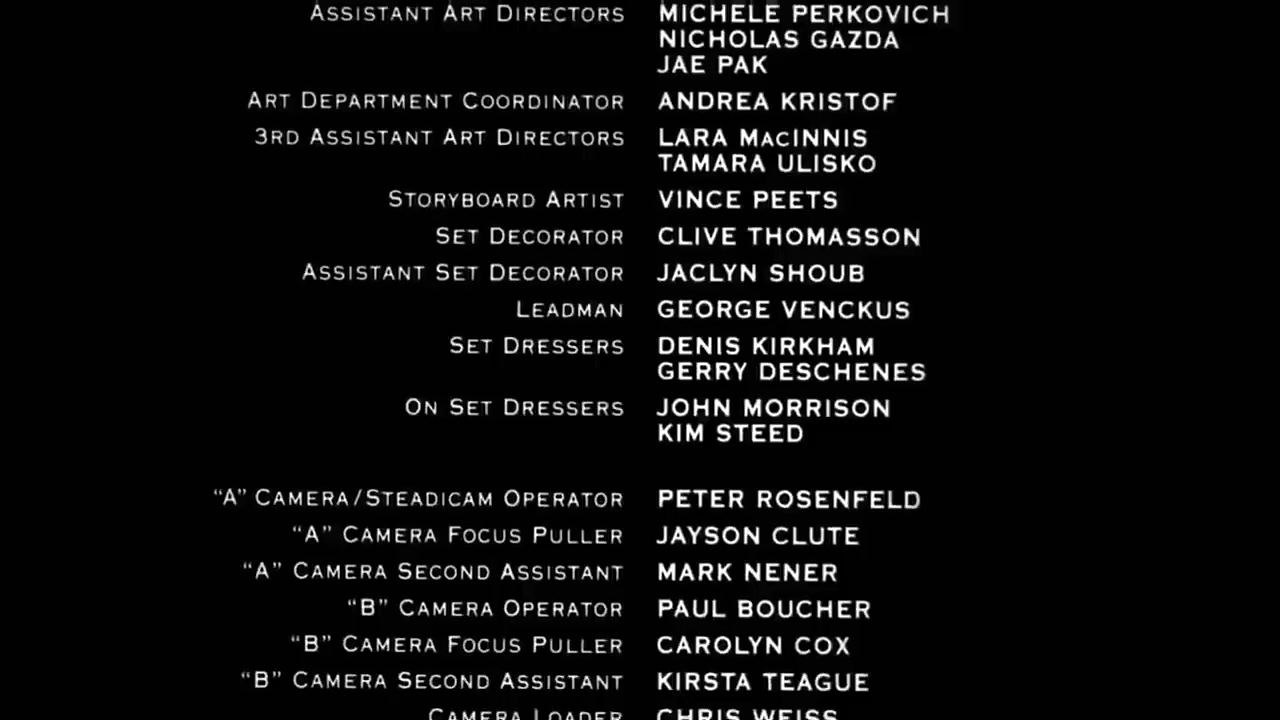 ASSISTANT ART DIRECTORS MICHELE PERKOVICH
NICHOLAS GAZDA
JAE PAK
ART DEPARTMENT COORDINATOR ANDREA KRISTOF
3RD ASSISTANT ART DIRECTORS LARA MACINNIS
TAMARA ULISKO
STORYBOARD ARTIST VINCE PEETS
SET DECORATOR CLIVE THOMASSON
ASSISTANT SET DECORATOR JACLYN SHOUB
LEADMAN GEORGE VENCKUS
SET DRESSERS DENIS KIRKHAM
GERRY DESCHENES
ON SET DRESSERS JOHN MORRISON
KIM STEED
“A” CAMERA/STEADICAM OPERATOR PETER ROSENFELD
“A” CAMERA FOCUS PULLER JAYSON CLUTE
“A” CAMERA SECOND ASSISTANT MARK NENER
“B” CAMERA OPERATOR PAUL BOUCHER
“B” CAMERA FOCUS PULLER CAROLYN COX
“B” CAMERA SECOND ASSISTANT KIRSTA TEAGUE
CAMERA LOADER CHRIS WEISS